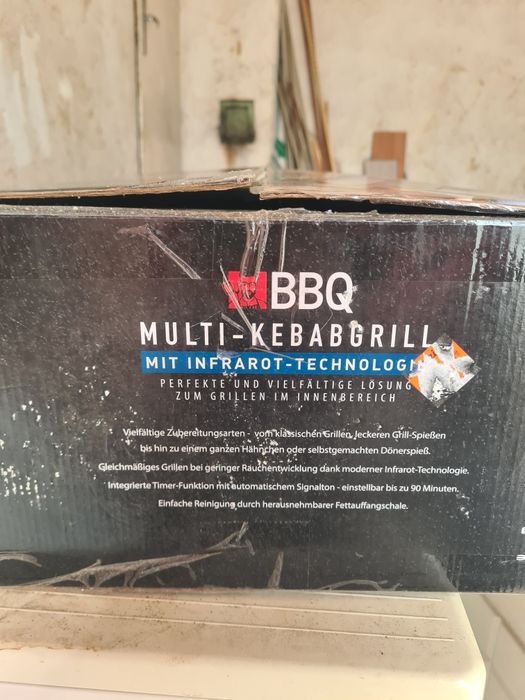 BBQ
MULTI-KEBABGRILL
MIT INFRAROT-TECHNOLOGIE
PERFEKTE UND VIELFÄLTIGE LÖSUNG
ZUM GRILLEN IM INNENBEREICH
Vielfältige Zubereitungsarten - vom klassischen Grillen, leckeren Grill-Spießen
bis hin zu einem ganzen Hähnchen oder selbstgemachten Dönerspieß.
Gleichmäßiges Grillen bei geringer Rauchentwicklung dank moderner Infrarot-Technologie.
Integrierte Timer-Funktion mit automatischem Signalton - einstellbar bis zu 90 Minuten.
Einfache Reinigung durch herausnehmbarer Fettauffangschale.